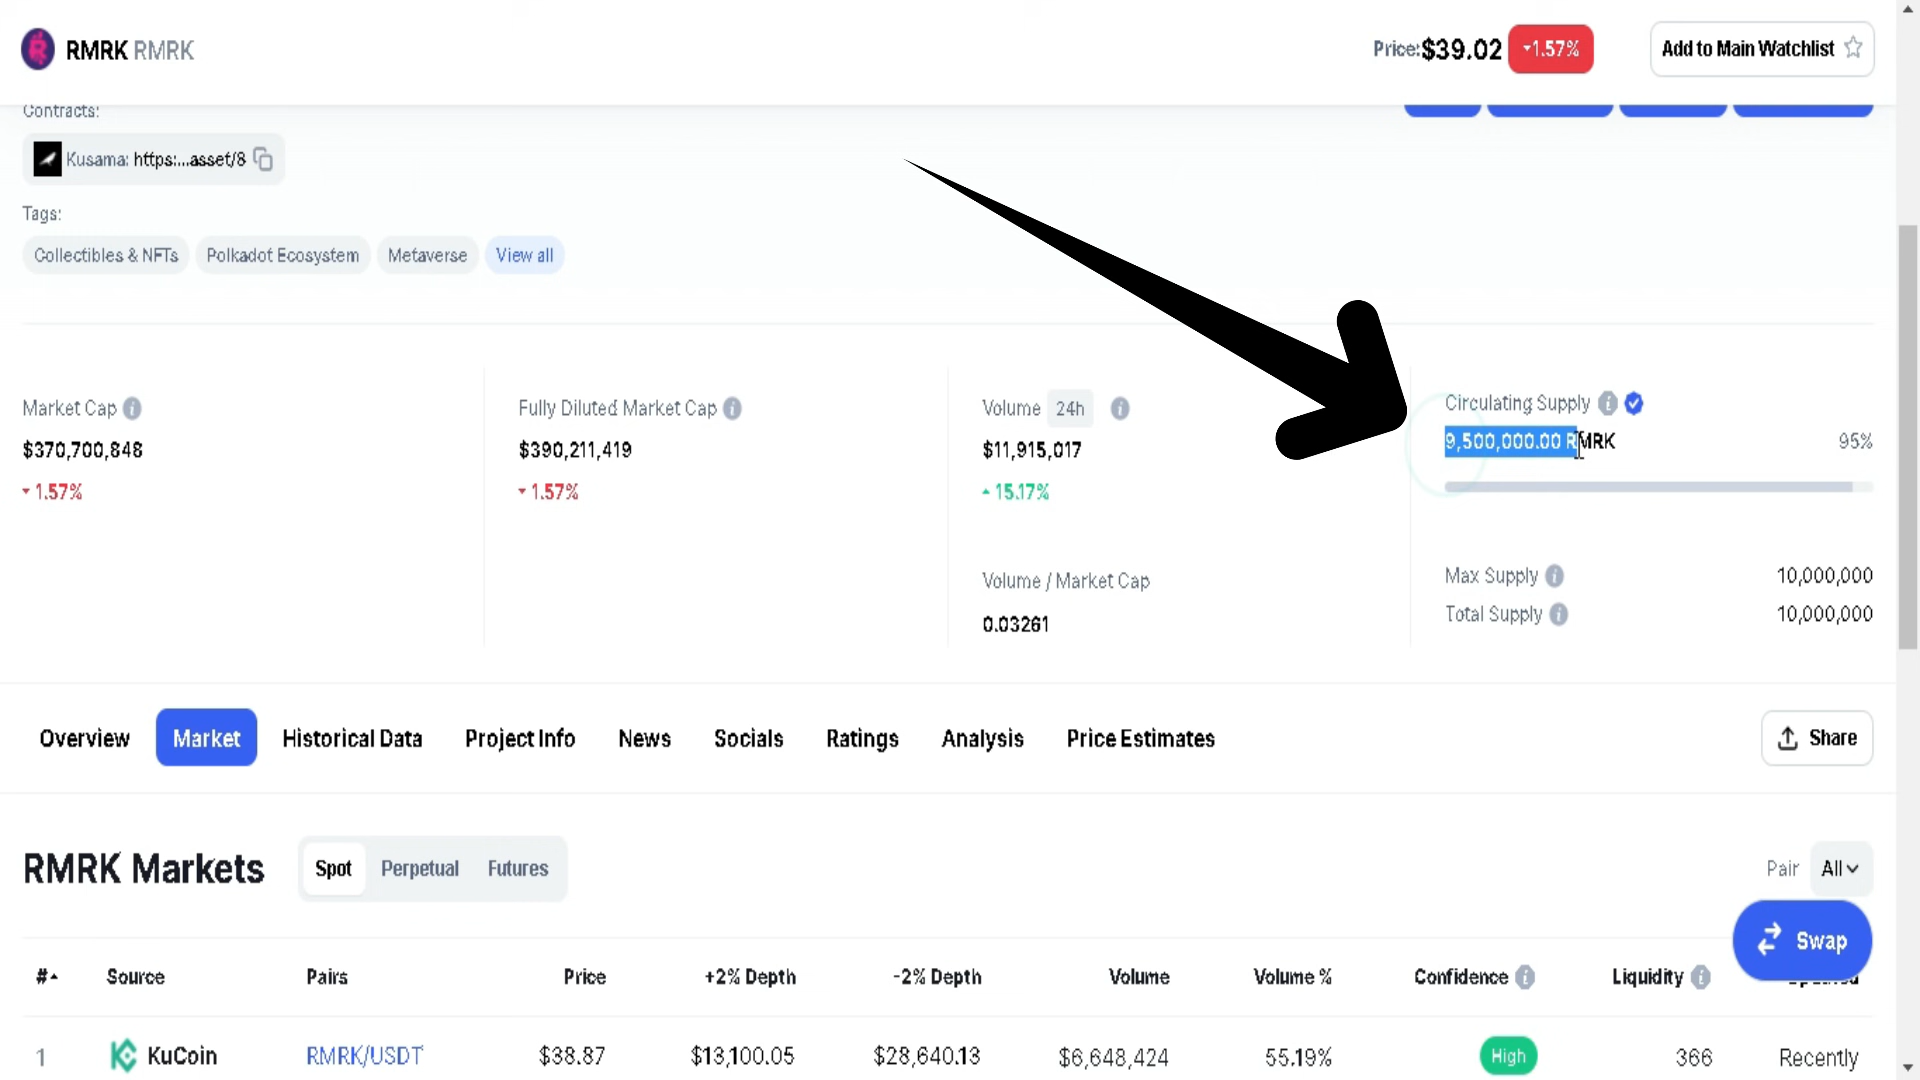 RMRK RMRK
Price:$39.02 1.57%
Add to Main Watchlist
Contracts:
Kusama: https:...asset/8
Tags:
Collectibles & NFTs Polkadot Ecosystem Metaverse View all
Market Cap
$370,700,848
1.57%
Fully Diluted Market Cap
$390,211,419
1.57%
Volume 24h
$11,915,017
15.17%
Volume / Market Cap
0.03261
Circulating Supply
9,500,000.00 RMRK 95%
Max Supply 10,000,000
Total Supply 10,000,000
Overview Market Historical Data Project Info News Socials Ratings Analysis Price Estimates Share
RMRK Markets Spot Perpetual Futures Pair All
Swap
# Source Pairs Price +2% Depth -2% Depth Volume Volume % Confidence Liquidity
1 KuCoin RMRK/USDT $38.87 $13,100.05 $28,640.13 $6,648,424 55.19% High 366 Recently